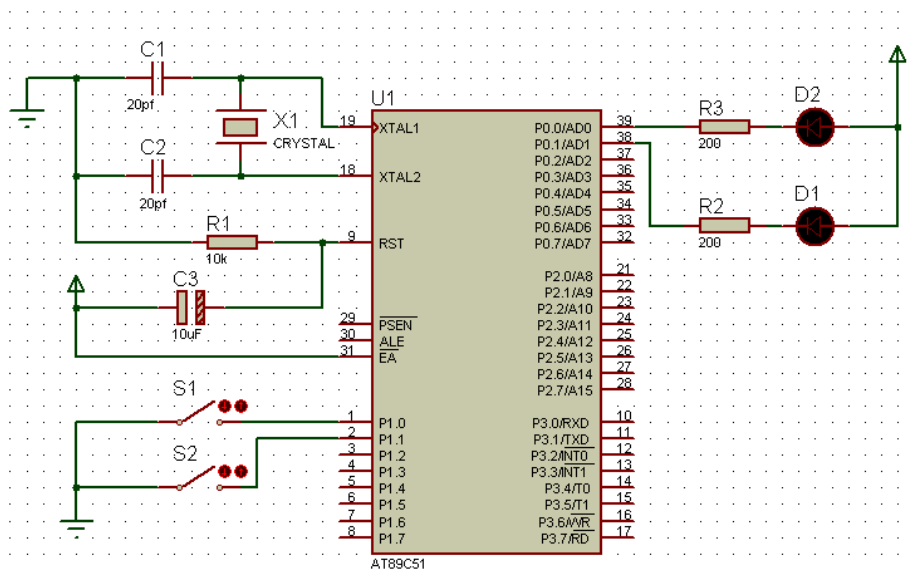 C1
20pf
X1
CRYSTAL
C2
20pf
R1
10k
C3
10uF
S1
S2
U1
19 XTAL1
18 XTAL2
9 RST
29 PSEN
30 ALE
31 EA
1 P1.0
2 P1.1
3 P1.2
4 P1.3
5 P1.4
6 P1.5
7 P1.6
8 P1.7
P0.0/AD0 39
P0.1/AD1 38
P0.2/AD2 37
P0.3/AD3 36
P0.4/AD4 35
P0.5/AD5 34
P0.6/AD6 33
P0.7/AD7 32
P2.0/A8 21
P2.1/A9 22
P2.2/A10 23
P2.3/A11 24
P2.4/A12 25
P2.5/A13 26
P2.6/A14 27
P2.7/A15 28
P3.0/RXD 10
P3.1/TXD 11
P3.2/INT0 12
P3.3/INT1 13
P3.4/T0 14
P3.5/T1 15
P3.6/WR 16
P3.7/RD 17
AT89C51
R3
200
D2
R2
200
D1